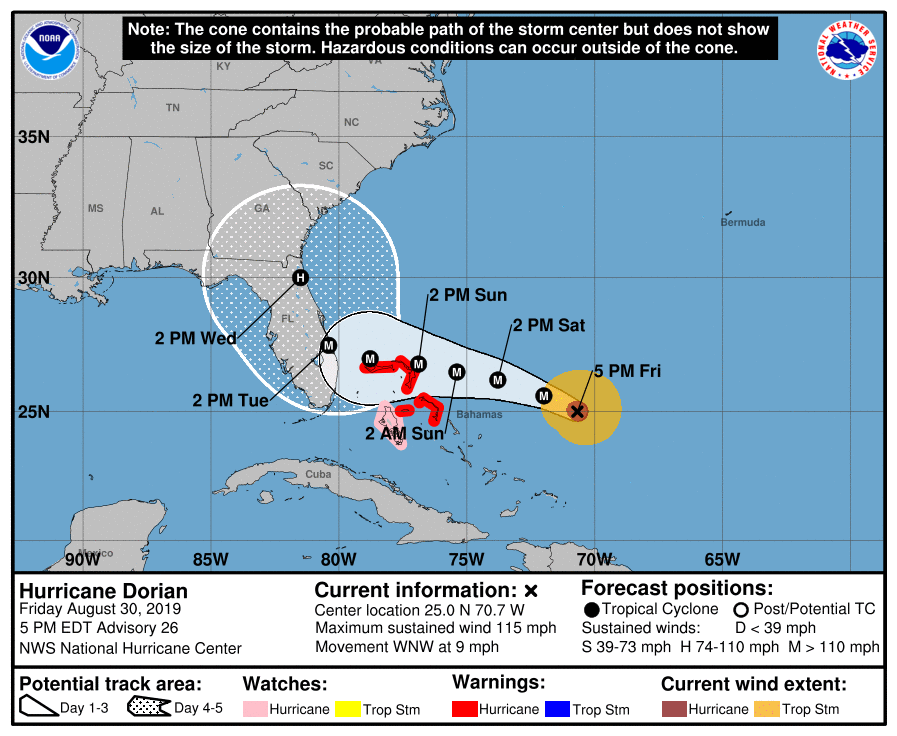 Note: The cone contains the probable path of the storm center but does not show
the size of the storm. Hazardous conditions can occur outside of the cone.
NOAA
NATIONAL WEATHER SERVICE
KY
VA
TN
NC
35N
SC
MS
AL
GA
Bermuda
30N
H
2 PM Sun
FL
2 PM Sat
2 PM Wed
M
M
M
M
M
M
5 PM Fri
2 PM Tue
25N
Bahamas
2 AM Sun
Cuba
Mexico
90W
85W
80W
75W
70W
65W
Hurricane Dorian
Friday August 30, 2019
5 PM EDT Advisory 26
NWS National Hurricane Center
Current information: ×
Center location 25.0 N 70.7 W
Maximum sustained wind 115 mph
Movement WNW at 9 mph
Forecast positions:
Tropical Cyclone Post/Potential TC
Sustained winds: D < 39 mph
S 39-73 mph H 74-110 mph M > 110 mph
Potential track area:
Day 1-3 Day 4-5
Watches:
Hurricane Trop Stm
Warnings:
Hurricane Trop Stm
Current wind extent:
Hurricane Trop Stm